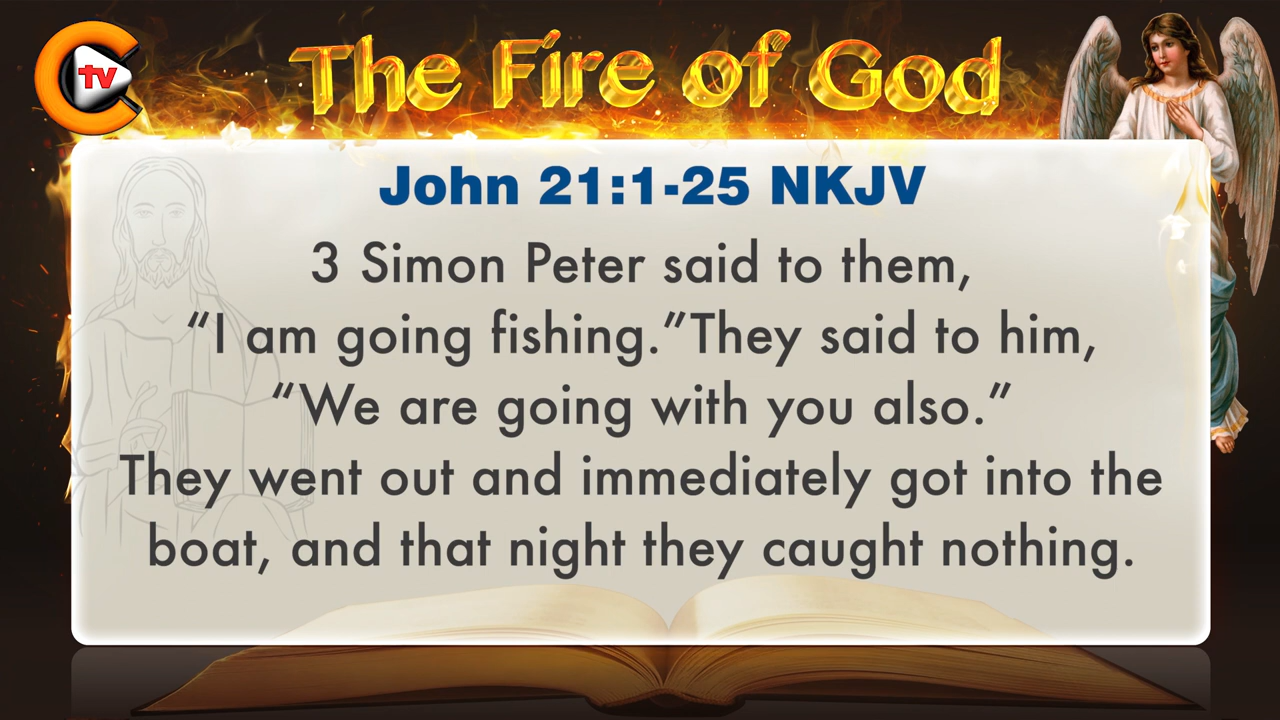 C
tv
The Fire of God
John 21:1-25 NKJV
3 Simon Peter said to them,
“I am going fishing.”They said to him,
“We are going with you also.”
They went out and immediately got into the
boat, and that night they caught nothing.